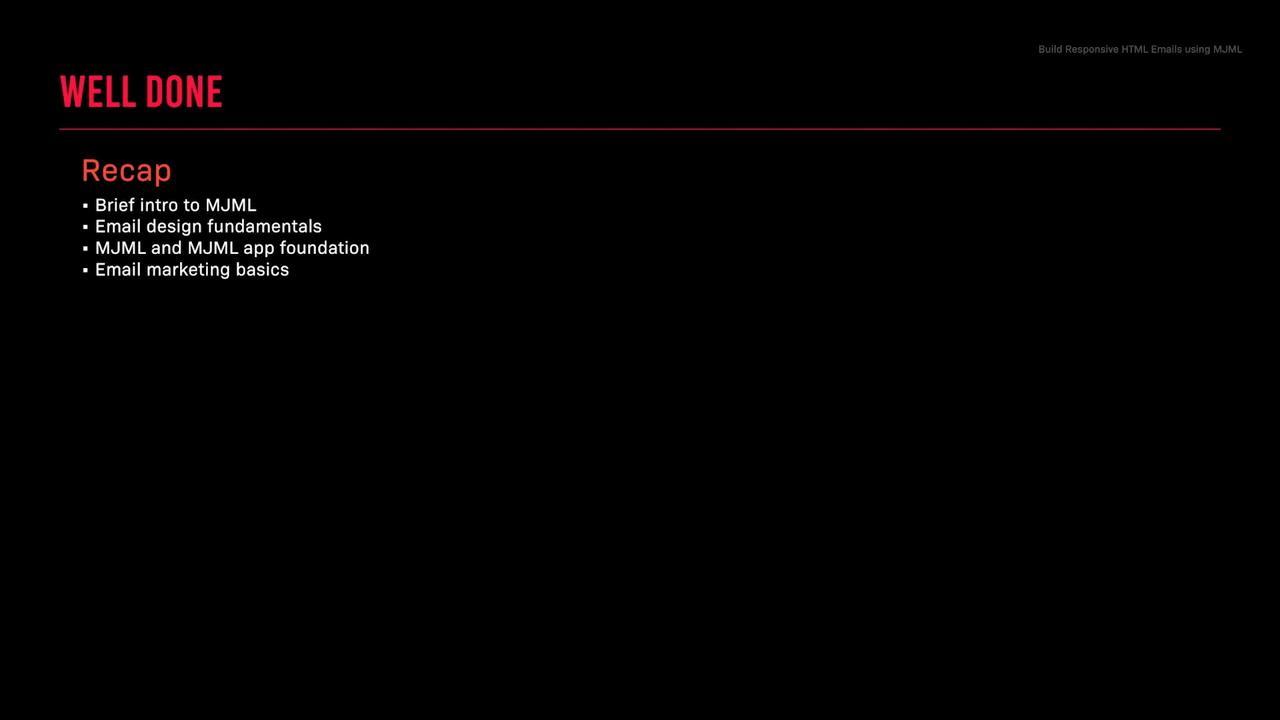 Build Responsive HTML Emails using MJML
WELL DONE
Recap
▪ Brief intro to MJML
▪ Email design fundamentals
▪ MJML and MJML app foundation
▪ Email marketing basics